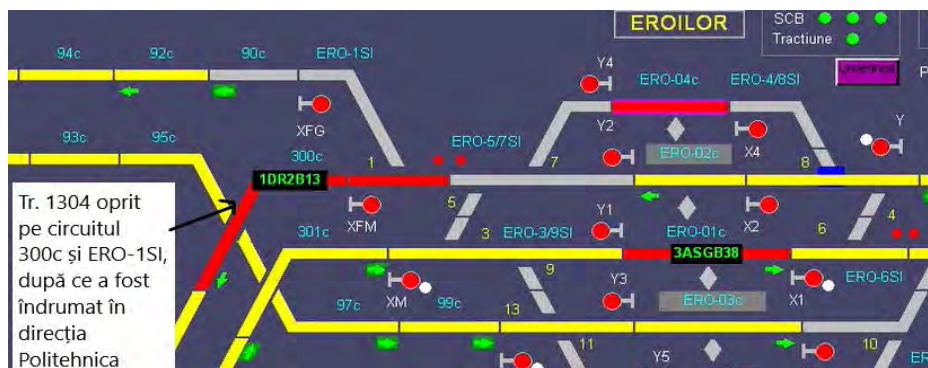 EROILOR
SCB
Tractiune
94c
92c
90c
ERO-1SI
XFG
Y4
ERO-04c
ERO-4/8SI
93c
95c
300c
1
ERO-5/7SI
7
Y2
ERO-02c
X4
8
Y
1DR2B13
XFM
5
3
X2
6
4
Tr. 1304 oprit
pe circuitul
300c și ERO-1SI,
după ce a fost
îndrumat în
direcția
Politehnica
301c
ERO-3/9SI
Y1
ERO-01c
3ASGB38
XM
9
Y3
ERO-03c
X1
ERO-6SI
97c
99c
13
11
Y5
10